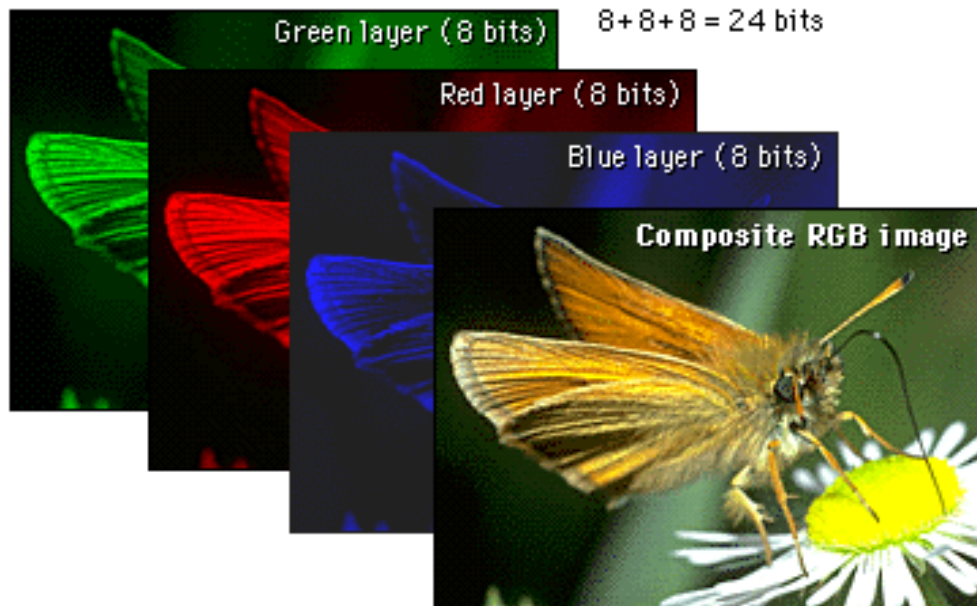 8+8+8 = 24 bits
Green layer (8 bits)
Red layer (8 bits)
Blue layer (8 bits)
Composite RGB image